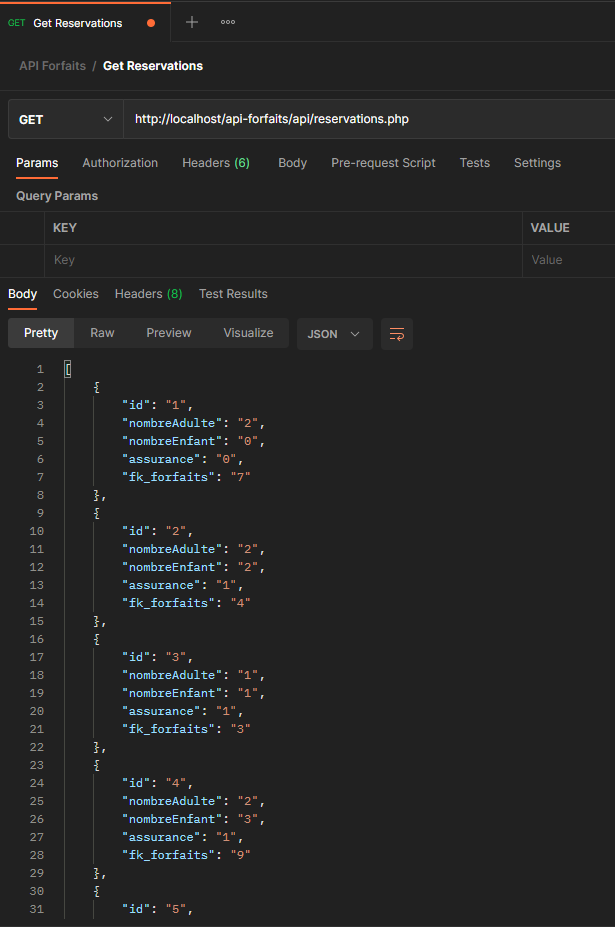 GET Get Reservations
API Forfaits / Get Reservations
GET http://localhost/api-forfaits/api/reservations.php
Params Authorization Headers (6) Body Pre-request Script Tests Settings
Query Params
KEY VALUE
Key Value
Body Cookies Headers (8) Test Results
Pretty Raw Preview Visualize JSON
1 [
2 {
3 "id": "1",
4 "nombreAdulte": "2",
5 "nombreEnfant": "0",
6 "assurance": "0",
7 "fk_forfaits": "7"
8 },
9 {
10 "id": "2",
11 "nombreAdulte": "2",
12 "nombreEnfant": "2",
13 "assurance": "1",
14 "fk_forfaits": "4"
15 },
16 {
17 "id": "3",
18 "nombreAdulte": "1",
19 "nombreEnfant": "1",
20 "assurance": "1",
21 "fk_forfaits": "3"
22 },
23 {
24 "id": "4",
25 "nombreAdulte": "2",
26 "nombreEnfant": "3",
27 "assurance": "1",
28 "fk_forfaits": "9"
29 },
30 {
31 "id": "5",